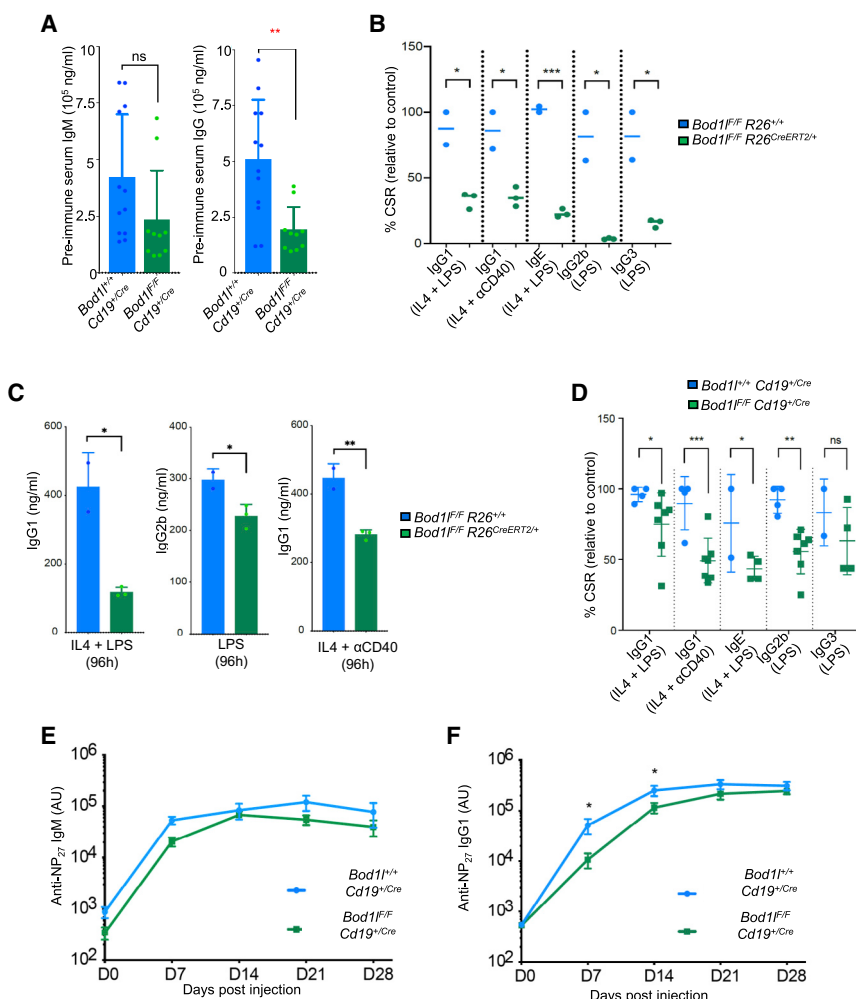 A
Pre-immune serum IgM (10⁵ ng/ml)
10
7.5
5
2.5
0
ns
Bod1l+/+
Cd19+/Cre
Bod1lF/F
Cd19+/Cre
Pre-immune serum IgG (10⁵ ng/ml)
10
7.5
5
2.5
0
**
Bod1l+/+
Cd19+/Cre
Bod1lF/F
Cd19+/Cre
B
% CSR (relative to control)
150
100
50
0
*
*
***
*
*
IgG1
(IL4 + LPS)
IgG1
(IL4 + αCD40)
IgE
(IL4 + LPS)
IgG2b
(LPS)
IgG3
(LPS)
Bod1lF/F R26+/+
Bod1lF/F R26CreERT2/+
C
IgG1 (ng/ml)
600
400
200
0
*
IL4 + LPS
(96h)
IgG2b (ng/ml)
400
300
200
100
0
*
LPS
(96h)
IgG1 (ng/ml)
600
400
200
0
**
IL4 + αCD40
(96h)
Bod1lF/F R26+/+
Bod1lF/F R26CreERT2/+
D
Bod1l+/+ Cd19+/Cre
Bod1lF/F Cd19+/Cre
% CSR (relative to control)
150
100
50
0
*
***
*
**
ns
IgG1
(IL4 + LPS)
IgG1
(IL4 + αCD40)
IgE
(IL4 + LPS)
IgG2b
(LPS)
IgG3
(LPS)
E
Anti-NP27 IgM (AU)
10⁶
10⁵
10⁴
10³
10²
Bod1l+/+
Cd19+/Cre
Bod1lF/F
Cd19+/Cre
D0 D7 D14 D21 D28
Days post injection
F
Anti-NP27 IgG1 (AU)
10⁶
10⁵
10⁴
10³
10²
*
*
Bod1l+/+
Cd19+/Cre
Bod1lF/F
Cd19+/Cre
D0 D7 D14 D21 D28
Days post injection